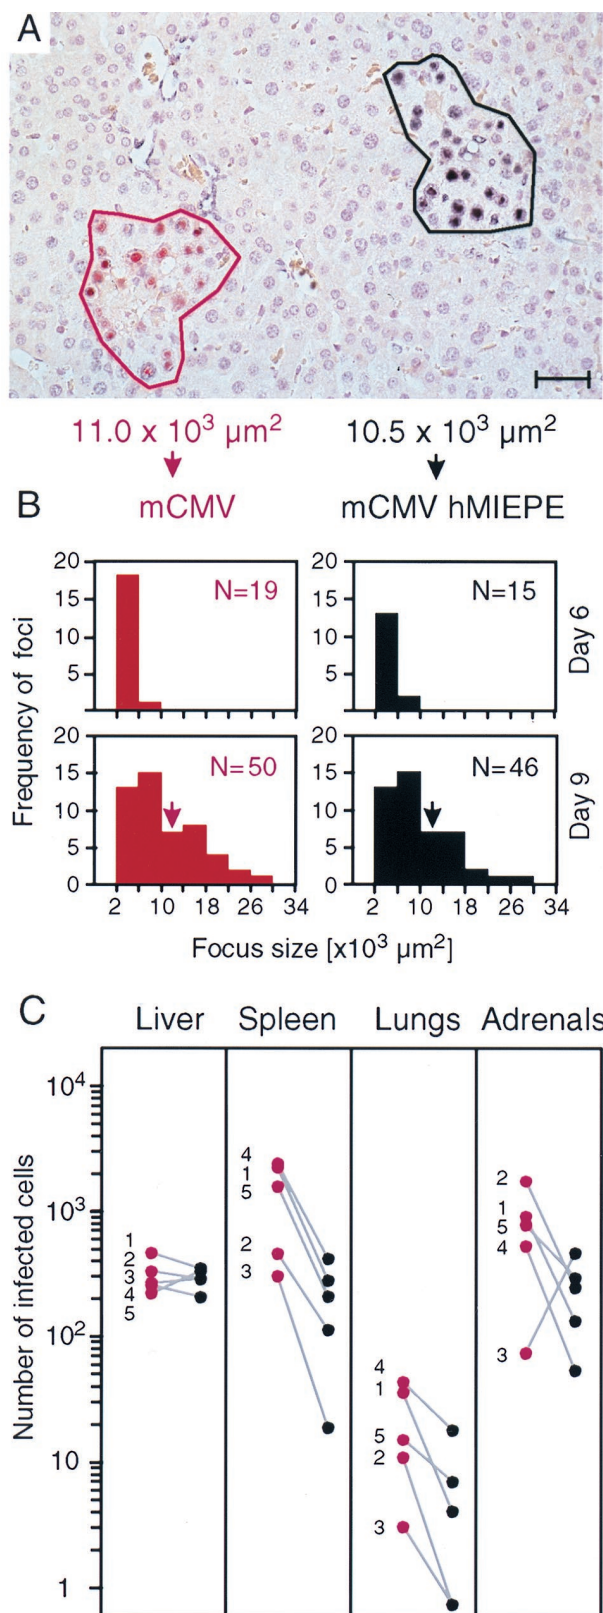 A
11.0 x 10³ µm² 10.5 x 10³ µm²
B mCMV mCMV hMIEPE
Frequency of foci
20
15
10
5
N=19
20
15
10
5
N=15
Day 6
20
15
10
5
0
N=50
20
15
10
5
0
N=46
Day 9
2 10 18 26 34 2 10 18 26 34
Focus size [x10³ µm²]
C
Liver Spleen Lungs Adrenals
Number of infected cells
10⁴
10³
10²
10
1
1
2
3
4
5
4
1
5
2
3
4
1
5
2
3
2
1
5
4
3